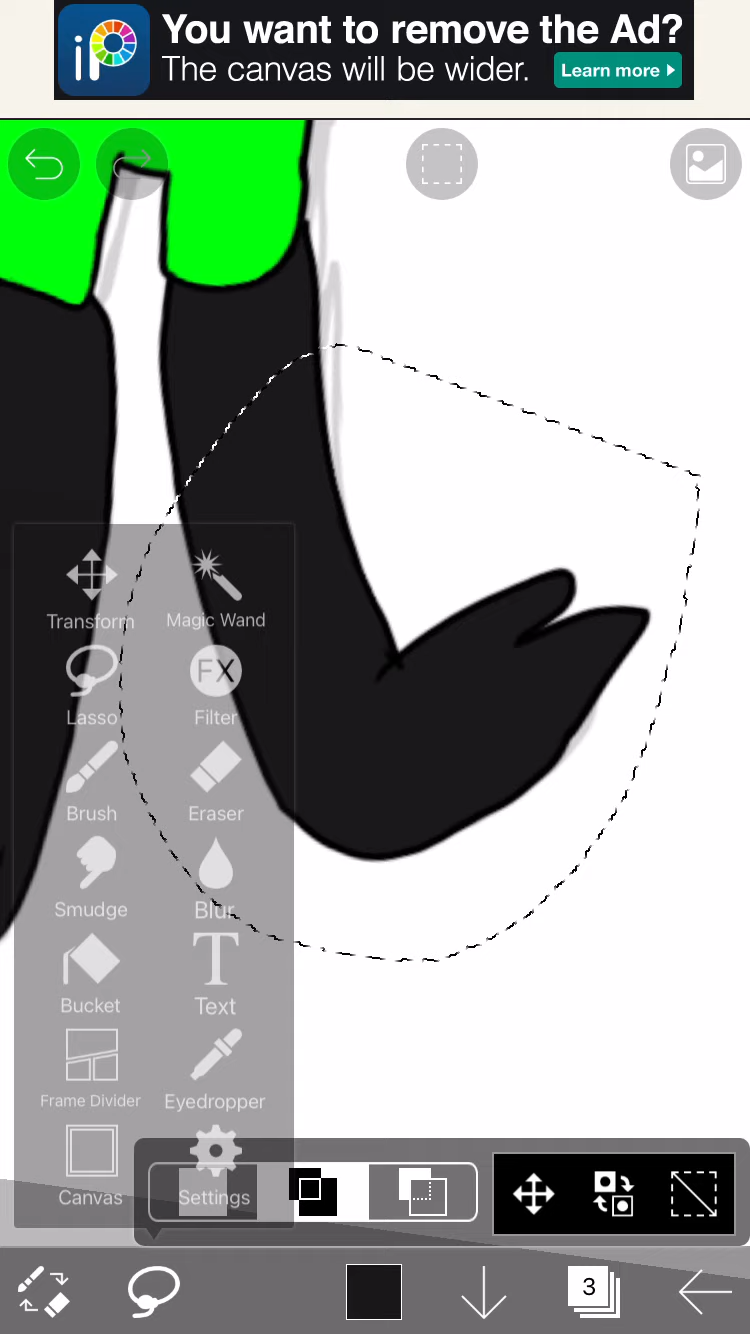 iP
You want to remove the Ad?
The canvas will be wider.
Learn more
Transform
Magic Wand
Lasso
FX
Filter
Brush
Eraser
Smudge
Blur
Bucket
T
Text
Frame Divider
Eyedropper
Canvas
Settings
3